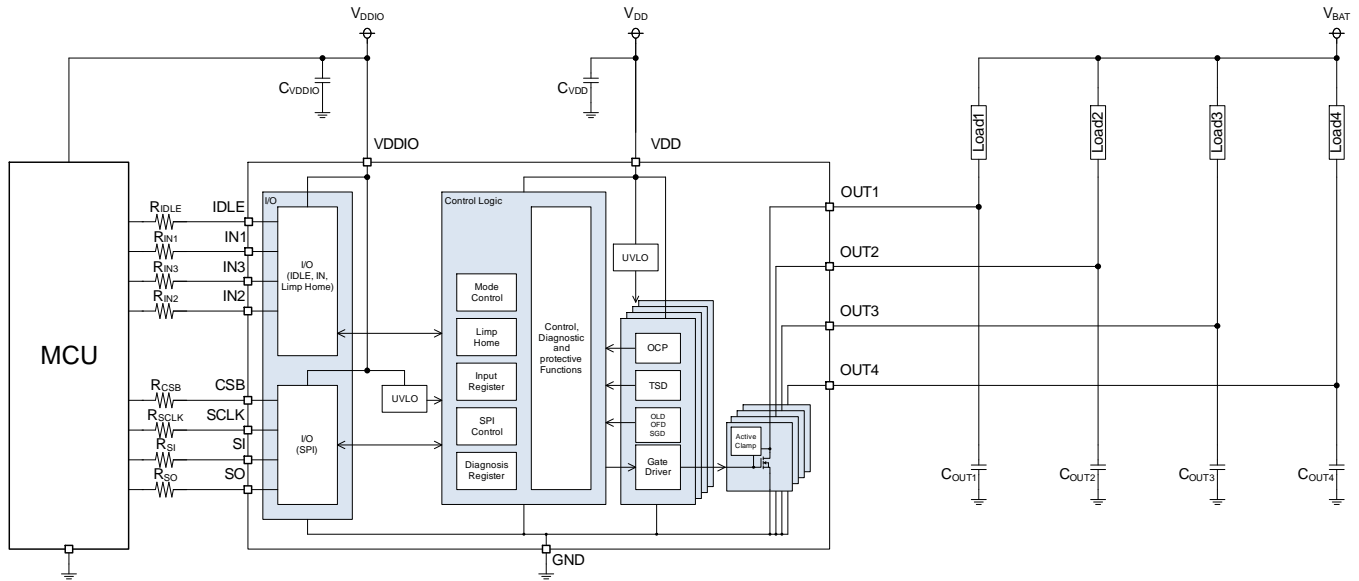 VDDIO
VDD
VBAT
CVDDIO
CVDD
Load1
Load2
Load3
Load4
VDDIO
VDD
MCU
RIDLE
IDLE
RIN1
IN1
RIN3
IN3
RIN2
IN2
RCSB
CSB
RSCLK
SCLK
RSI
SI
RSO
SO
I/O
I/O
(IDLE, IN,
Limp Home)
I/O
(SPI)
UVLO
Control Logic
Mode
Control
Limp
Home
Input
Register
SPI
Control
Diagnosis
Register
Control,
Diagnostic
and
protective
Functions
UVLO
OCP
TSD
OLD
OFD
SGD
Gate
Driver
Active
Clamp
OUT1
OUT2
OUT3
OUT4
COUT1
COUT2
COUT3
COUT4
GND